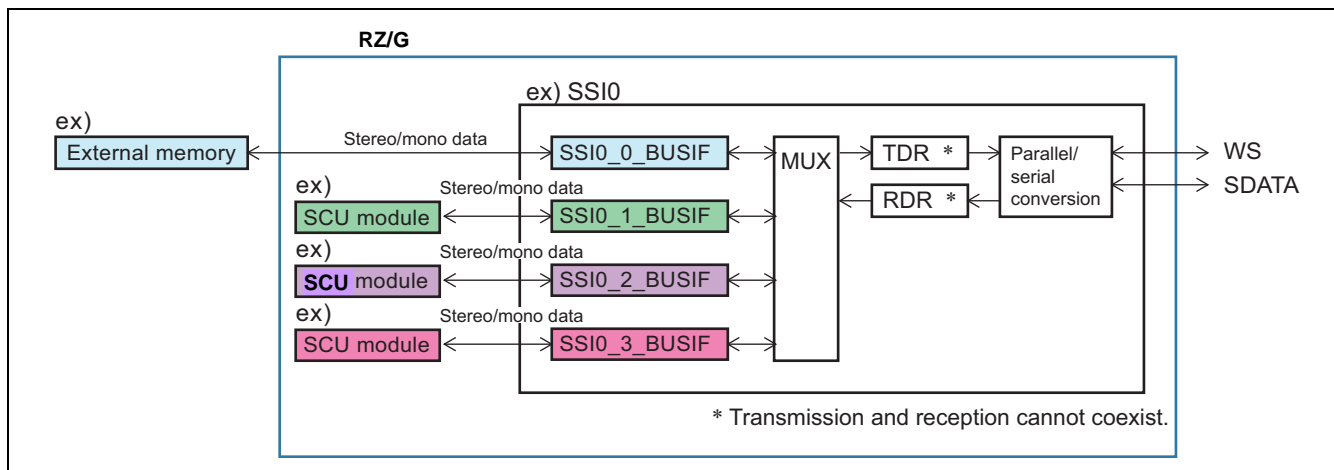 RZ/G
ex) SSI0
ex)
External memory
Stereo/mono data
SSI0_0_BUSIF
MUX
TDR *
Parallel/
serial
conversion
WS
SDATA
RDR *
ex)
SCU module
Stereo/mono data
SSI0_1_BUSIF
ex)
SCU module
Stereo/mono data
SSI0_2_BUSIF
ex)
SCU module
Stereo/mono data
SSI0_3_BUSIF
* Transmission and reception cannot coexist.